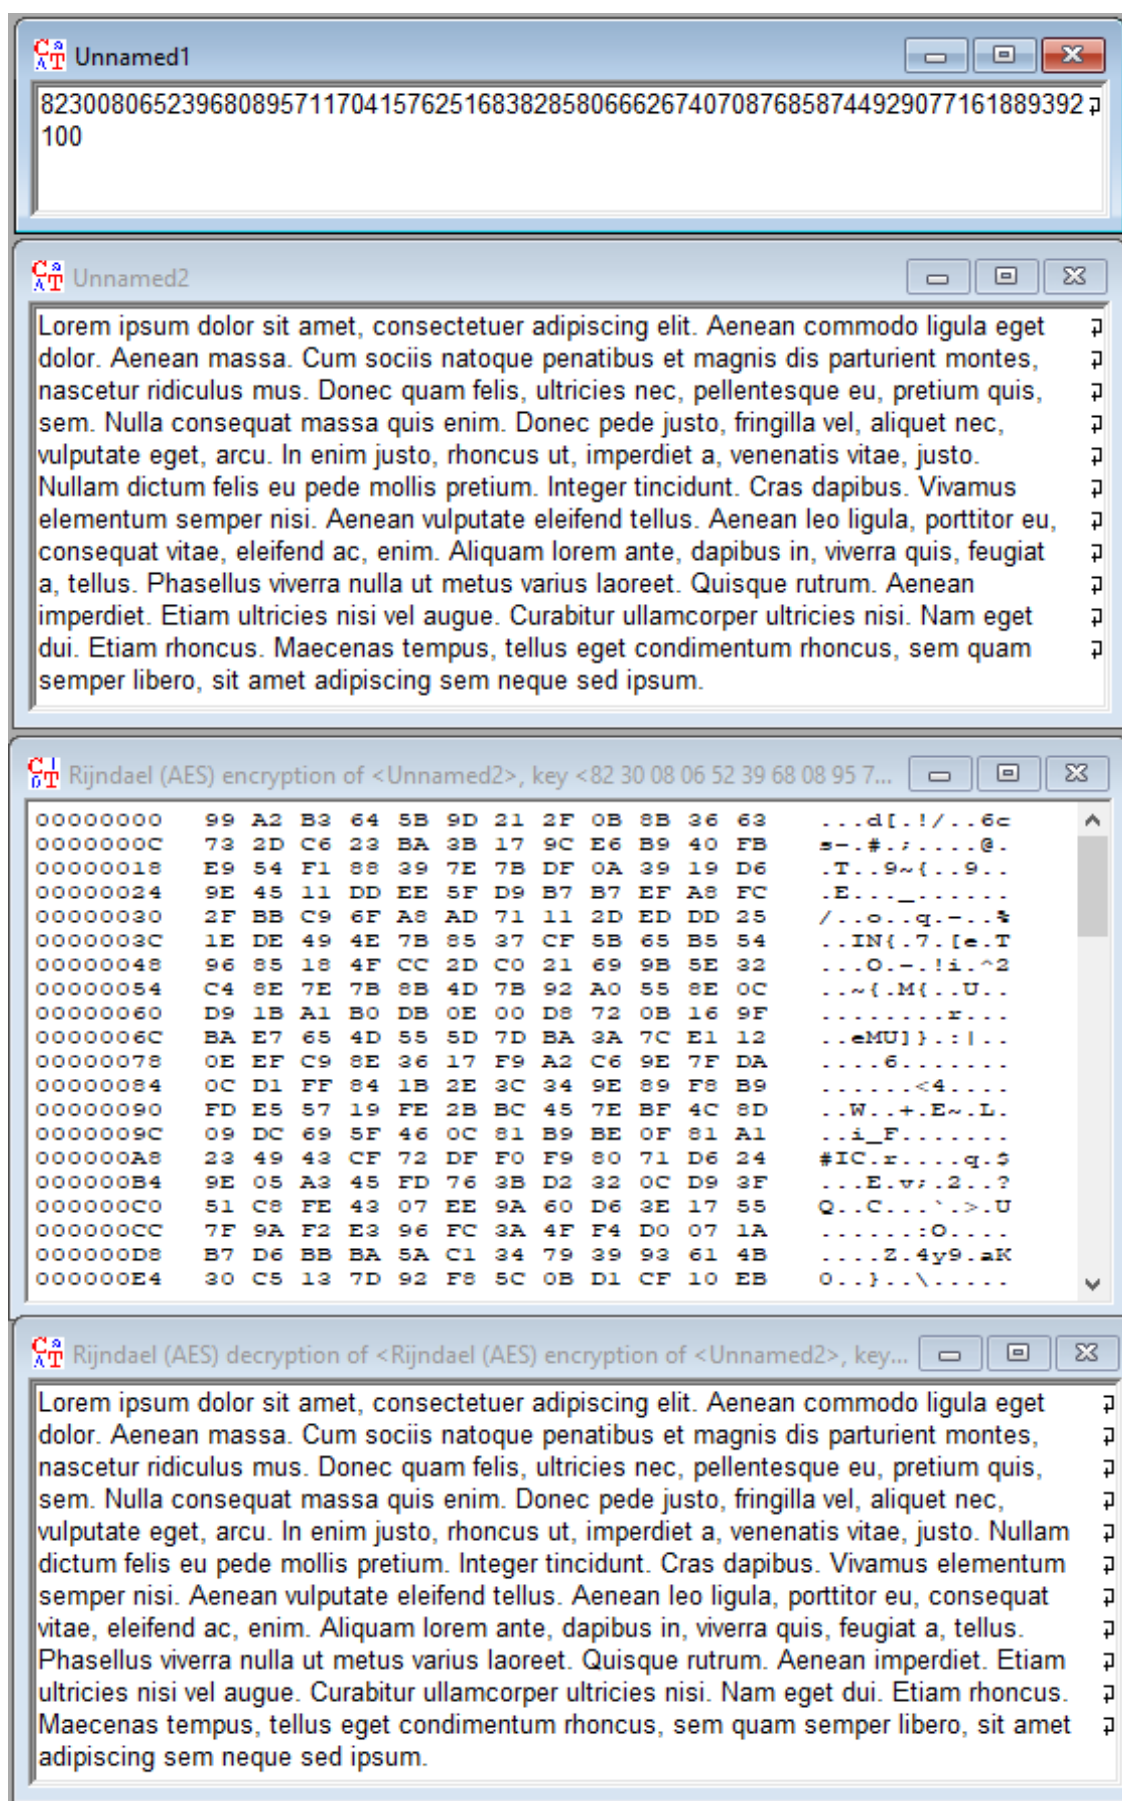 Unnamed1
82300806523968089571170415762516838285806662674070876858744929077161889392
100
Unnamed2
Lorem ipsum dolor sit amet, consectetuer adipiscing elit. Aenean commodo ligula eget
dolor. Aenean massa. Cum sociis natoque penatibus et magnis dis parturient montes,
nascetur ridiculus mus. Donec quam felis, ultricies nec, pellentesque eu, pretium quis,
sem. Nulla consequat massa quis enim. Donec pede justo, fringilla vel, aliquet nec,
vulputate eget, arcu. In enim justo, rhoncus ut, imperdiet a, venenatis vitae, justo.
Nullam dictum felis eu pede mollis pretium. Integer tincidunt. Cras dapibus. Vivamus
elementum semper nisi. Aenean vulputate eleifend tellus. Aenean leo ligula, porttitor eu,
consequat vitae, eleifend ac, enim. Aliquam lorem ante, dapibus in, viverra quis, feugiat
a, tellus. Phasellus viverra nulla ut metus varius laoreet. Quisque rutrum. Aenean
imperdiet. Etiam ultricies nisi vel augue. Curabitur ullamcorper ultricies nisi. Nam eget
dui. Etiam rhoncus. Maecenas tempus, tellus eget condimentum rhoncus, sem quam
semper libero, sit amet adipiscing sem neque sed ipsum.
Rijndael (AES) encryption of <Unnamed2>, key <82 30 08 06 52 39 68 08 95 7...
00000000 99 A2 B3 64 5B 9D 21 2F 0B 8B 36 63 ...d[.!/..6c
0000000C 73 2D C6 23 BA 3B 17 9C E6 B9 40 FB s-.#.;....@.
00000018 E9 54 F1 88 39 7E 7B DF 0A 39 19 D6 .T..9~{..9..
00000024 9E 45 11 DD EE 5F D9 B7 B7 EF A8 FC .E..._......
00000030 2F BB C9 6F A8 AD 71 11 2D ED DD 25 /..o..q.-..%
0000003C 1E DE 49 4E 7B 85 37 CF 5B 65 B5 54 ..IN{.7.[e.T
00000048 96 85 18 4F CC 2D C0 21 69 9B 5E 32 ...O.-.!i.^2
00000054 C4 8E 7E 7B 8B 4D 7B 92 A0 55 8E 0C ..~{.M{..U..
00000060 D9 1B A1 B0 DB 0E 00 D8 72 0B 16 9F ........r...
0000006C BA E7 65 4D 55 5D 7D BA 3A 7C E1 12 ..eMU]}.:|..
00000078 0E EF C9 8E 36 17 F9 A2 C6 9E 7F DA ....6.......
00000084 0C D1 FF 84 1B 2E 3C 34 9E 89 F8 B9 ......<4....
00000090 FD E5 57 19 FE 2B BC 45 7E BF 4C 8D ..W..+.E~.L.
0000009C 09 DC 69 5F 46 0C 81 B9 BE 0F 81 A1 ..i_F.......
000000A8 23 49 43 CF 72 DF F0 F9 80 71 D6 24 #IC.r....q.$
000000B4 9E 05 A3 45 FD 76 3B D2 32 0C D9 3F ...E.v;.2..?
000000C0 51 C8 FE 43 07 EE 9A 60 D6 3E 17 55 Q..C...`.>.U
000000CC 7F 9A F2 E3 96 FC 3A 4F F4 D0 07 1A ......:O....
000000D8 B7 D6 BB BA 5A C1 34 79 39 93 61 4B ....Z.4y9.aK
000000E4 30 C5 13 7D 92 F8 5C 0B D1 CF 10 EB 0..}..\.....
Rijndael (AES) decryption of <Rijndael (AES) encryption of <Unnamed2>, key...
Lorem ipsum dolor sit amet, consectetuer adipiscing elit. Aenean commodo ligula eget
dolor. Aenean massa. Cum sociis natoque penatibus et magnis dis parturient montes,
nascetur ridiculus mus. Donec quam felis, ultricies nec, pellentesque eu, pretium quis,
sem. Nulla consequat massa quis enim. Donec pede justo, fringilla vel, aliquet nec,
vulputate eget, arcu. In enim justo, rhoncus ut, imperdiet a, venenatis vitae, justo. Nullam
dictum felis eu pede mollis pretium. Integer tincidunt. Cras dapibus. Vivamus elementum
semper nisi. Aenean vulputate eleifend tellus. Aenean leo ligula, porttitor eu, consequat
vitae, eleifend ac, enim. Aliquam lorem ante, dapibus in, viverra quis, feugiat a, tellus.
Phasellus viverra nulla ut metus varius laoreet. Quisque rutrum. Aenean imperdiet. Etiam
ultricies nisi vel augue. Curabitur ullamcorper ultricies nisi. Nam eget dui. Etiam rhoncus.
Maecenas tempus, tellus eget condimentum rhoncus, sem quam semper libero, sit amet
adipiscing sem neque sed ipsum.